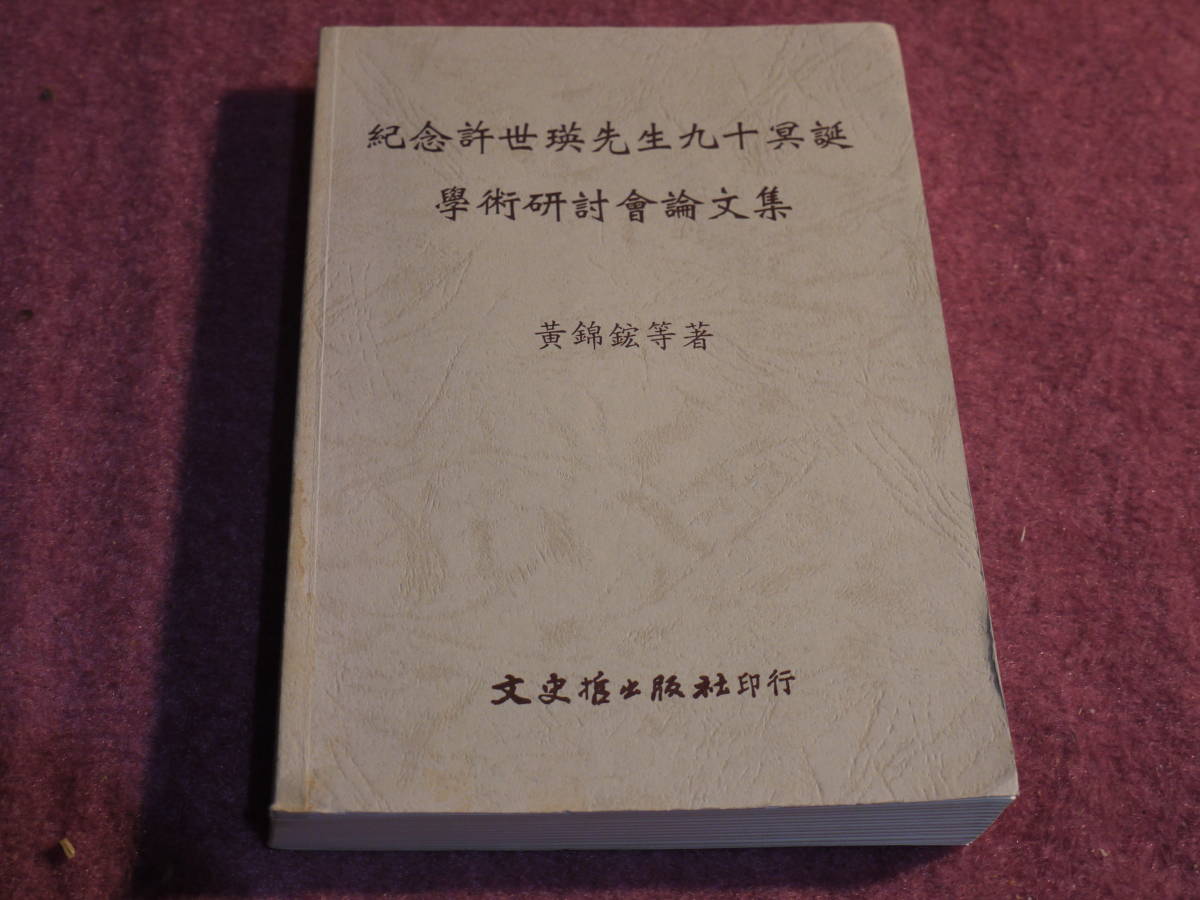 紀念許世瑛先生九十冥誕
學術研討會論文集
黃錦鋐等著
文史哲出版社印行